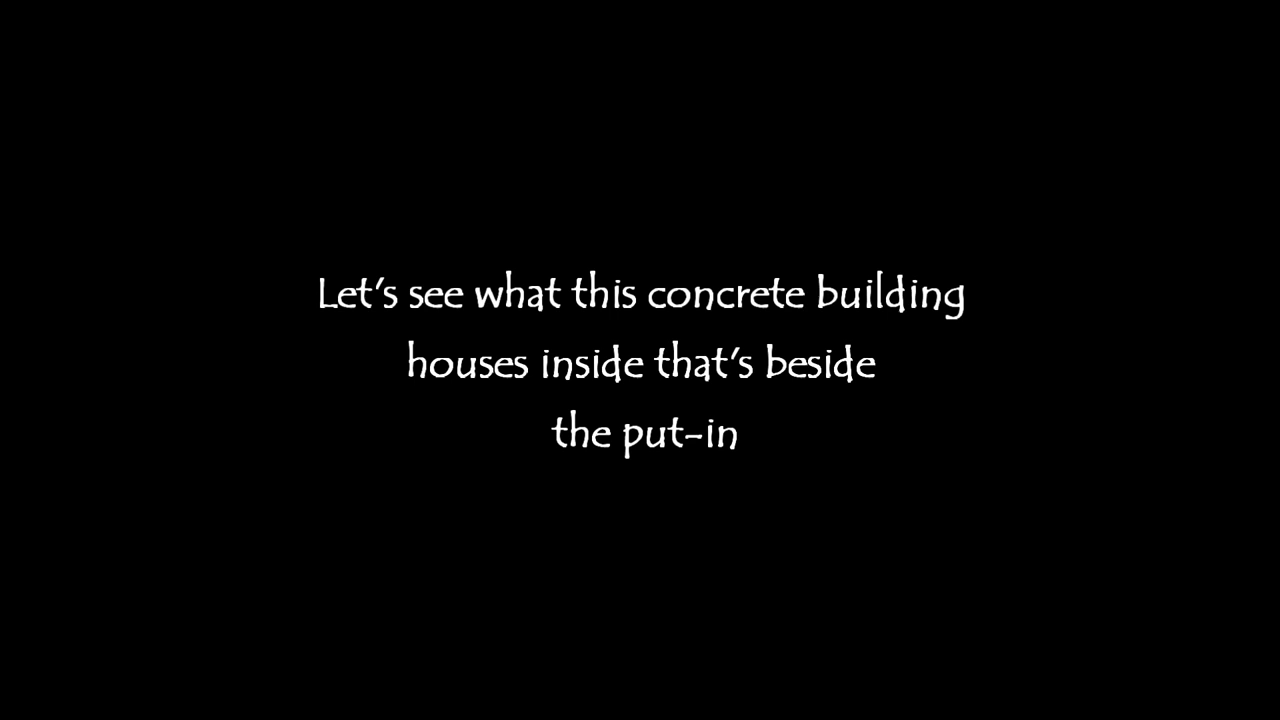 Let's see what this concrete building
houses inside that's beside
the put-in